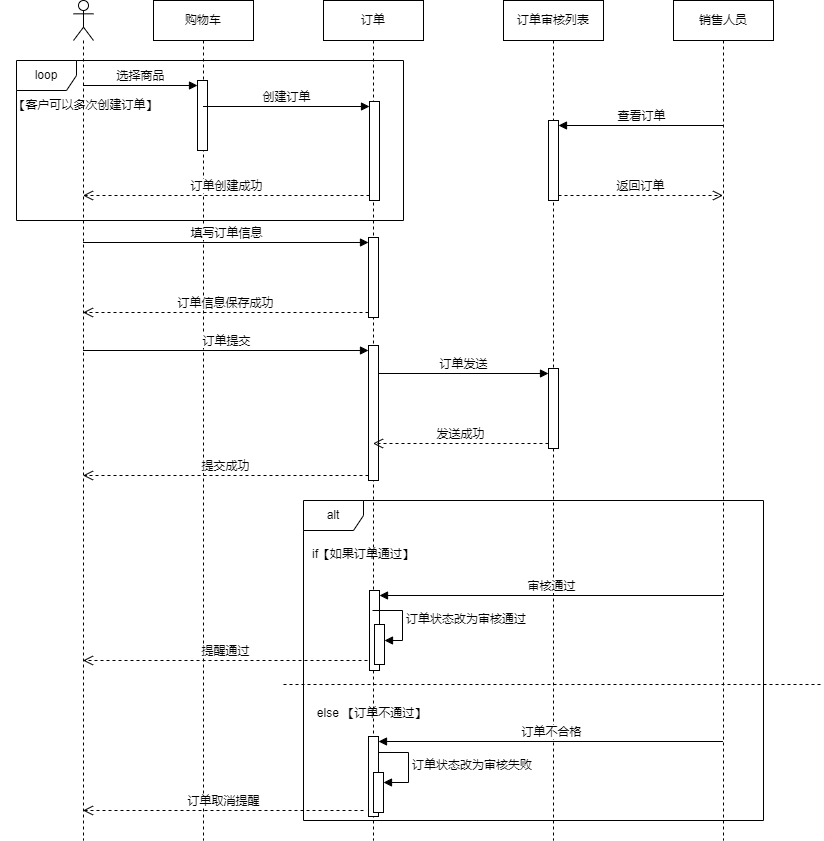 购物车
订单
订单审核列表
销售人员
loop
选择商品
【客户可以多次创建订单】
创建订单
查看订单
订单创建成功
返回订单
填写订单信息
订单信息保存成功
订单提交
订单发送
发送成功
提交成功
alt
if【如果订单通过】
审核通过
订单状态改为审核通过
提醒通过
else 【订单不通过】
订单不合格
订单状态改为审核失败
订单取消提醒